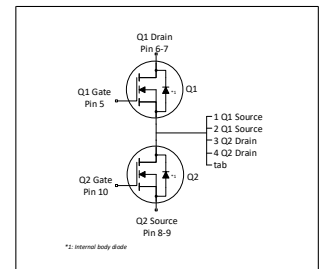 Q1 Drain
Pin 6-7
Q1 Gate
Pin 5
*1
Q1
1 Q1 Source
2 Q1 Source
3 Q2 Drain
4 Q2 Drain
tab
Q2 Gate
Pin 10
*1
Q2
Q2 Source
Pin 8-9
*1: Internal body diode